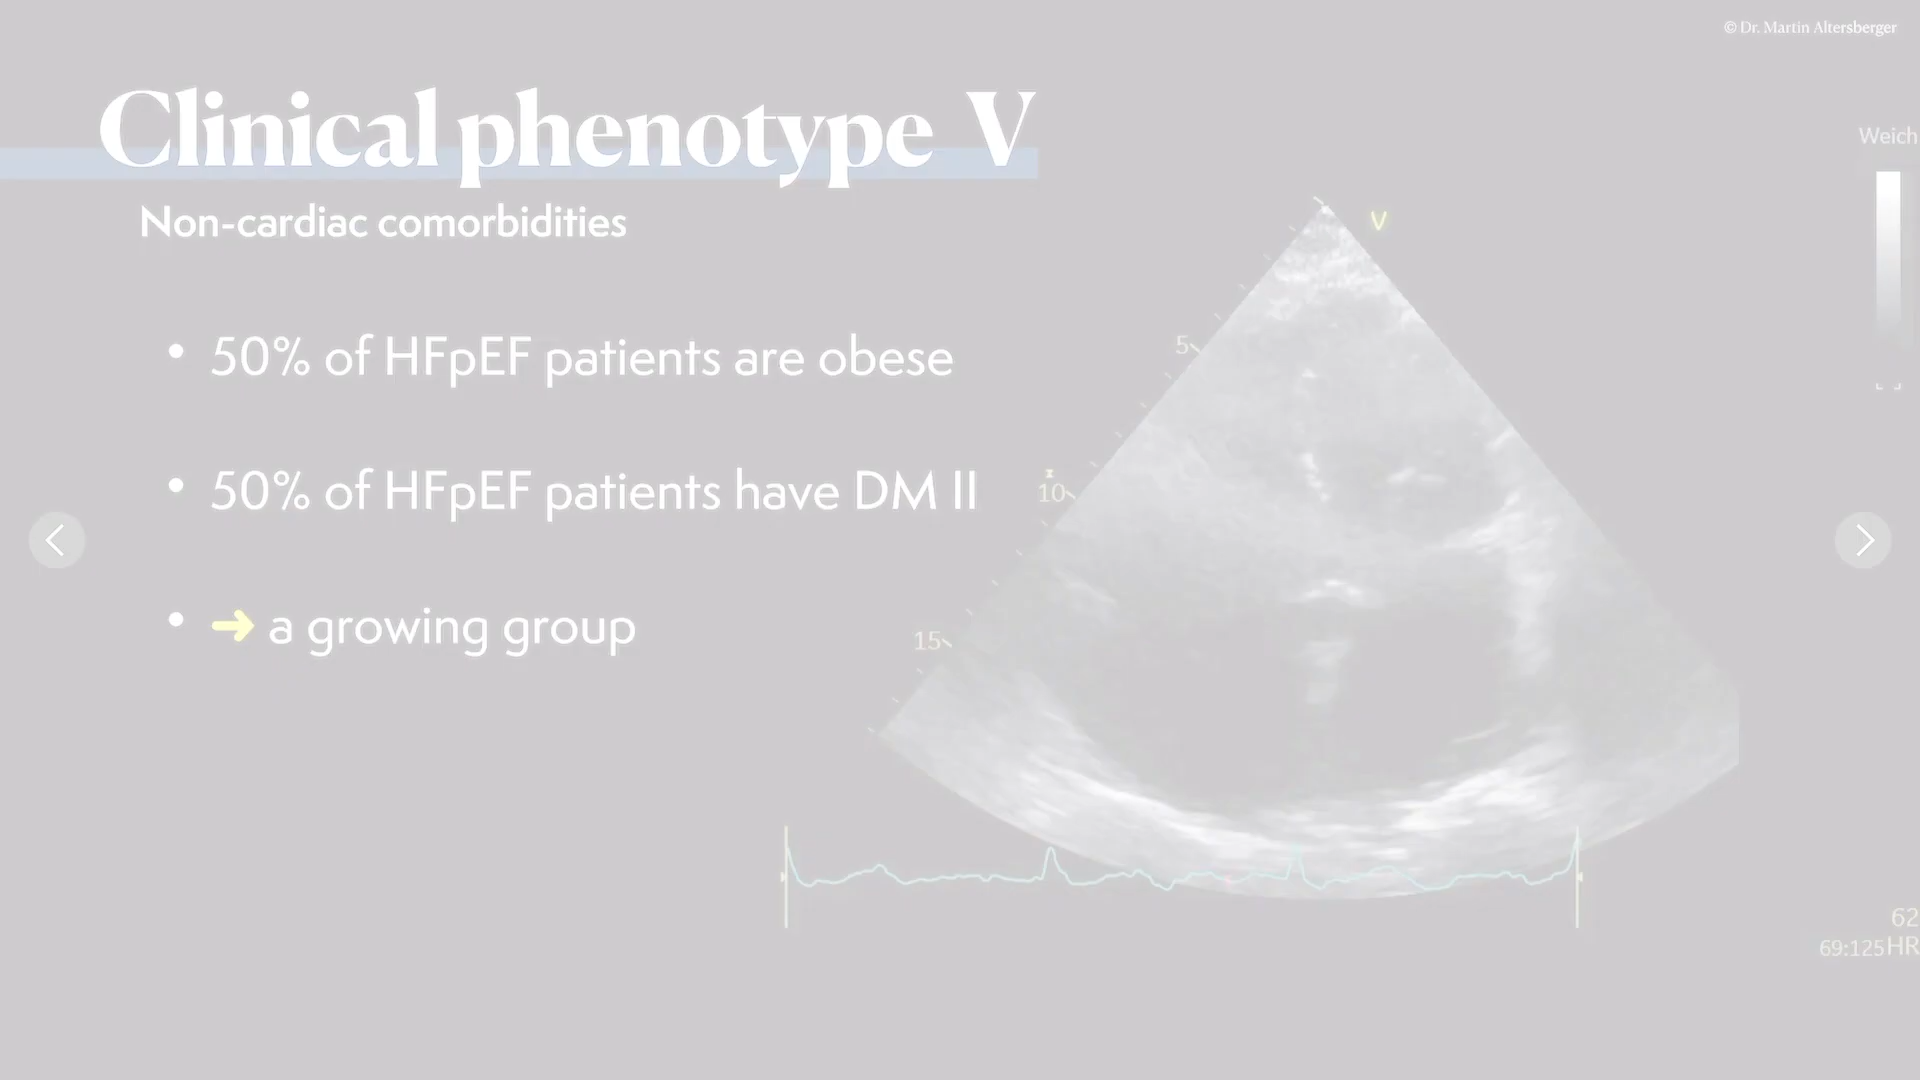 © Dr. Martin Altersberger
Clinical phenotype V
Weich
Non-cardiac comorbidities
V
• 50% of HFpEF patients are obese
5
• 50% of HFpEF patients have DM II
10
• ➔ a growing group
15
62
69:125HR